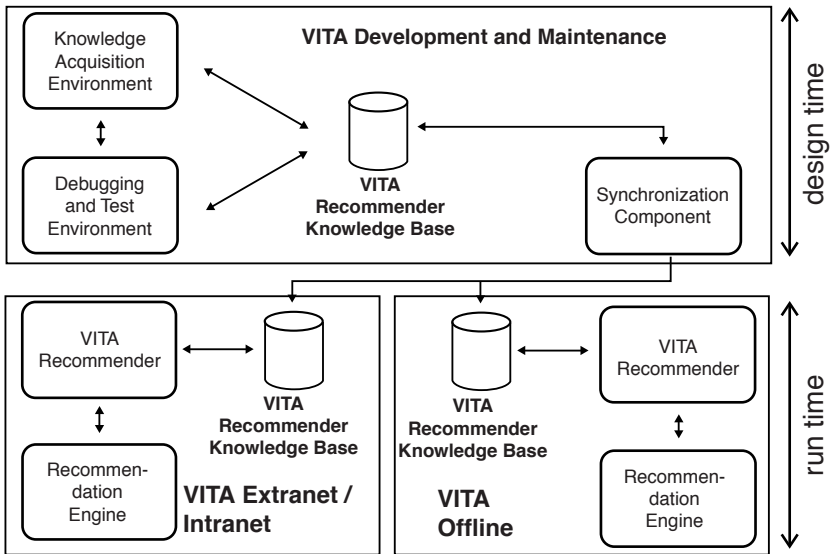 Knowledge
Acquisition
Environment
VITA Development and Maintenance
design time
Debugging
and Test
Environment
VITA
Recommender
Knowledge Base
Synchronization
Component
VITA
Recommender
VITA
Recommender
Knowledge Base
Recommen-
dation
Engine
VITA Extranet /
Intranet
VITA
Recommender
Knowledge Base
VITA
Recommender
VITA
Offline
Recommen-
dation
Engine
run time